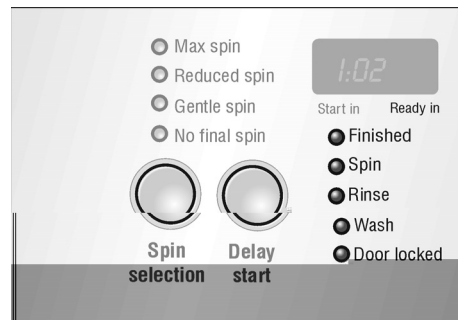 Max spin
Reduced spin
Gentle spin
No final spin
1:02
Start in
Ready in
Finished
Spin
Rinse
Wash
Door locked
Spin
selection
Delay
start